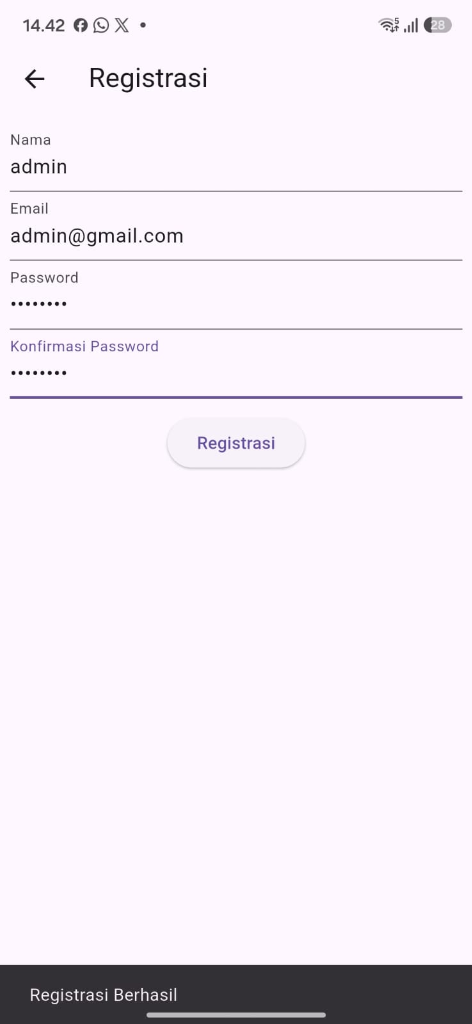 14.42
28
Registrasi
Nama
admin
Email
admin@gmail.com
Password
••••••••
Konfirmasi Password
••••••••
Registrasi
Registrasi Berhasil